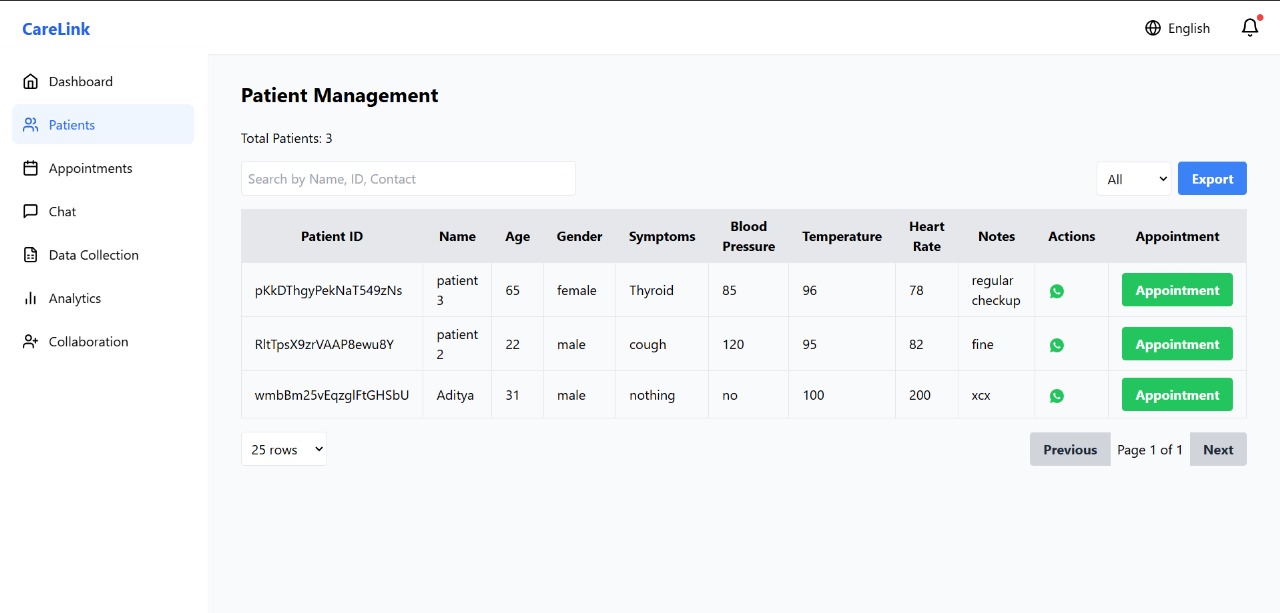 CareLink
English
Dashboard
Patients
Appointments
Chat
Data Collection
Analytics
Collaboration
Patient Management
Total Patients: 3
Search by Name, ID, Contact
All
Export
Patient ID Name Age Gender Symptoms Blood Pressure Temperature Heart Rate Notes Actions Appointment
pKkDThgyPekNaT549zNs patient 3 65 female Thyroid 85 96 78 regular checkup Appointment
RltTpsX9zrVAAP8ewu8Y patient 2 22 male cough 120 95 82 fine Appointment
wmbBm25vEqzglFtGHSbU Aditya 31 male nothing no 100 200 xcx Appointment
25 rows
Previous Page 1 of 1 Next